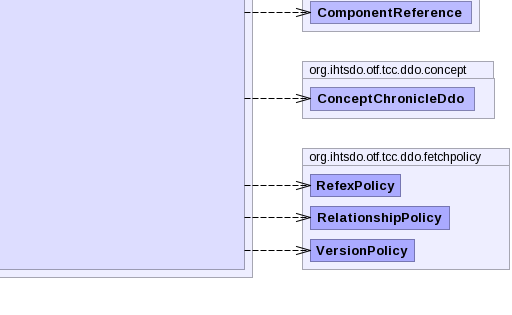 ComponentReference
org.ihtsdo.otf.tcc.ddo.concept
ConceptChronicleDdo
org.ihtsdo.otf.tcc.ddo.fetchpolicy
RefexPolicy
RelationshipPolicy
VersionPolicy